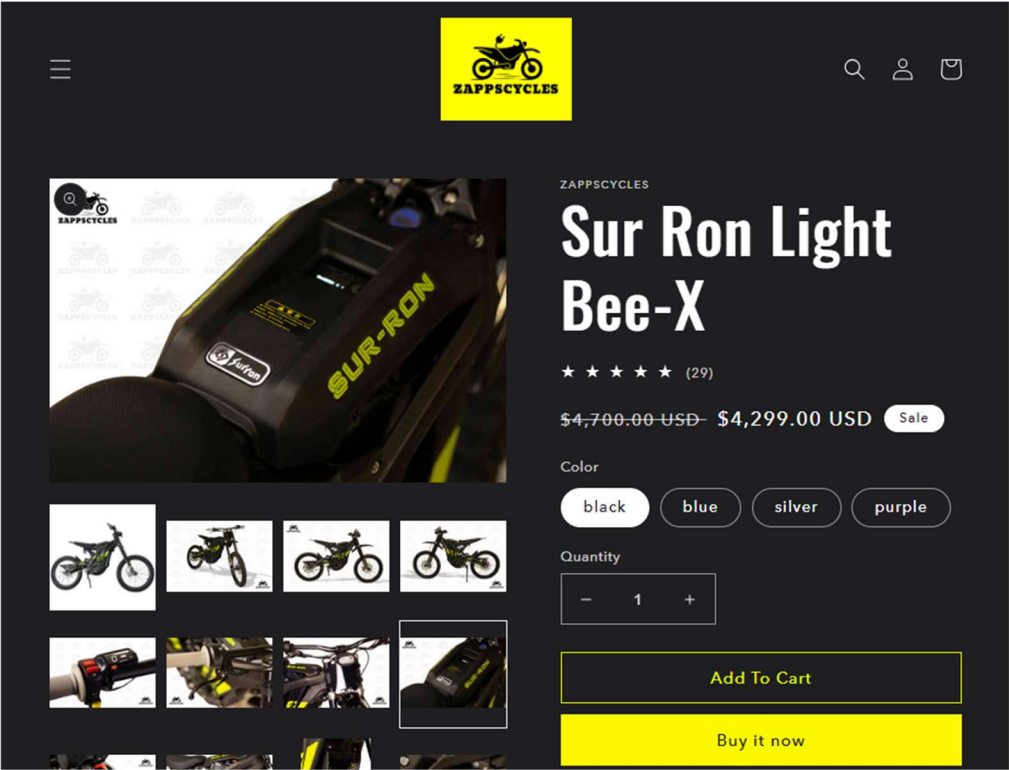 ZAPPSCYCLES
ZAPPSCYCLES
SUR-RON
Surron
ZAPPSCYCLES
Sur Ron Light
Bee-X
★ ★ ★ ★ ★ (29)
$4,700.00 USD $4,299.00 USD Sale
Color
black blue silver purple
Quantity
− 1 +
Add To Cart
Buy it now